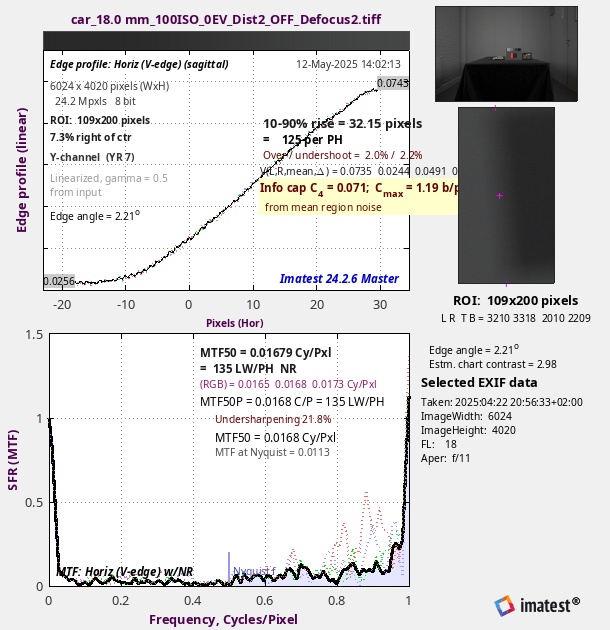 car_18.0 mm_100ISO_0EV_Dist2_OFF_Defocus2.tiff
Edge profile: Horiz (V-edge) (sagittal)
12-May-2025 14:02:13
6024 x 4020 pixels (WxH)
24.2 Mpxls   8 bit
ROI: 109x200 pixels
7.3% right of ctr
Y-channel  (YR 7)
Linearized, gamma = 0.5
from input
Edge angle = 2.21°
0.0743
10-90% rise = 32.15 pixels
=   125 per PH
Over / undershoot =  2.0% /  2.2%
V(L,R,mean,△) = 0.0735  0.0244  0.0491  0
Info cap C4 = 0.071;  Cmax = 1.19 b/p
from mean region noise
0.0256
Imatest 24.2.6 Master
Edge profile (linear)
-20 -10 0 10 20 30
Pixels (Hor)
ROI:  109x200 pixels
L R  T B = 3210 3318  2010 2209
Edge angle = 2.21°
Estm. chart contrast = 2.98
Selected EXIF data
Taken: 2025:04:22 20:56:33+02:00
ImageWidth:  6024
ImageHeight:  4020
FL:   18
Aper:  f/11
MTF50 = 0.01679 Cy/Pxl
=  135 LW/PH  NR
(RGB) = 0.0165  0.0168  0.0173 Cy/Pxl
MTF50P = 0.0168 C/P = 135 LW/PH
Undersharpening 21.8%
MTF50 = 0.0168 Cy/Pxl
MTF at Nyquist = 0.0113
MTF: Horiz (V-edge) w/NR
Nyquist f
SFR (MTF)
1.5
1
0.5
0
0 0.2 0.4 0.6 0.8 1
Frequency, Cycles/Pixel
imatest®